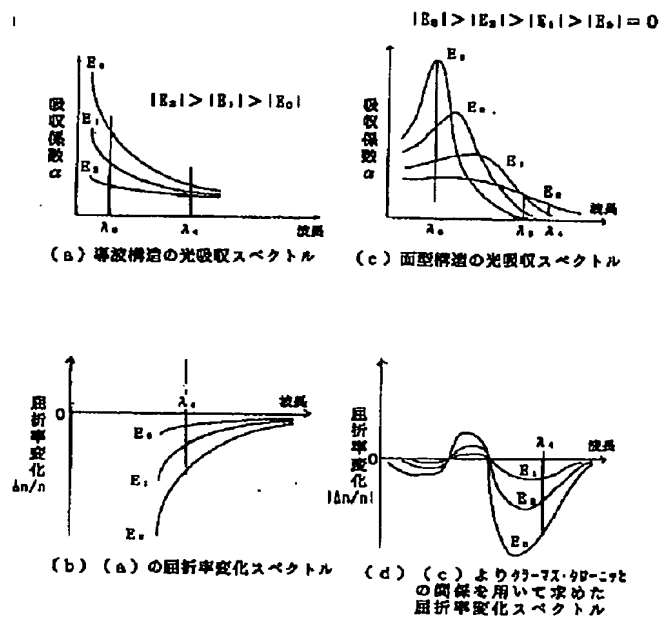 |E₀|>|E₂|>|E₁|>|E₀|=0
E₀
|E₂|>|E₁|>|E₀|
E₁
E₂
吸収係数α
λ₀
λ₄
波長
(a) 導波構造の光吸収スペクトル
E₀
E₁
E₂
吸収係数α
λ₀
λ₃
λ₄
波長
(c) 面型構造の光吸収スペクトル
0
λ₄
波長
E₀
E₁
屈折率変化Δn/n
(b) (a)の屈折率変化スペクトル
0
λ₄
波長
E₁
E₂
屈折率変化|Δn/n|
(d) (c)よりクラーマス・クローニッヒ
の関係を用いて求めた
屈折率変化スペクトル